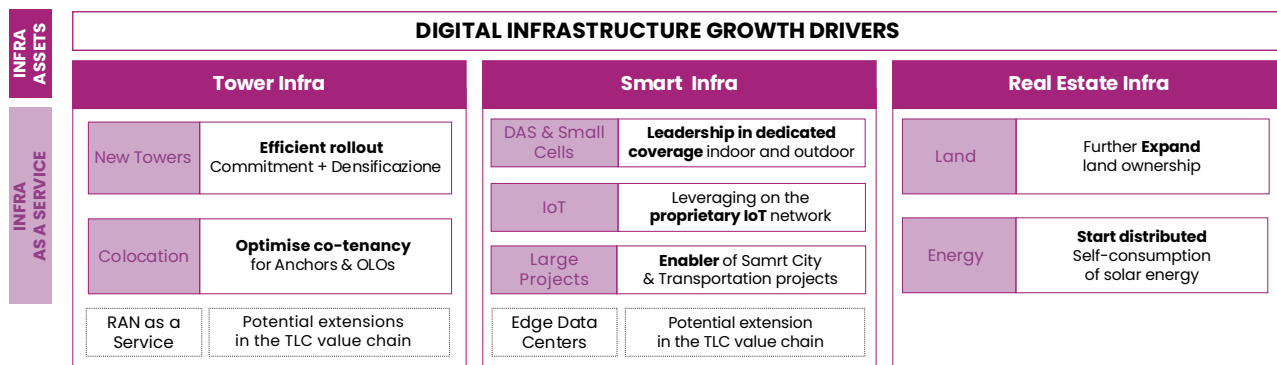 INFRA
ASSETS
DIGITAL INFRASTRUCTURE GROWTH DRIVERS
INFRA
AS A SERVICE
Tower Infra
New Towers
Efficient rollout
Commitment + Densificazione
Colocation
Optimise co-tenancy
for Anchors & OLOs
RAN as a
Service
Potential extensions
in the TLC value chain
Smart Infra
DAS & Small
Cells
Leadership in dedicated
coverage indoor and outdoor
IoT
Leveraging on the
proprietary IoT network
Large
Projects
Enabler of Samrt City
& Transportation projects
Edge Data
Centers
Potential extension
in the TLC value chain
Real Estate Infra
Land
Further Expand
land ownership
Energy
Start distributed
Self-consumption
of solar energy